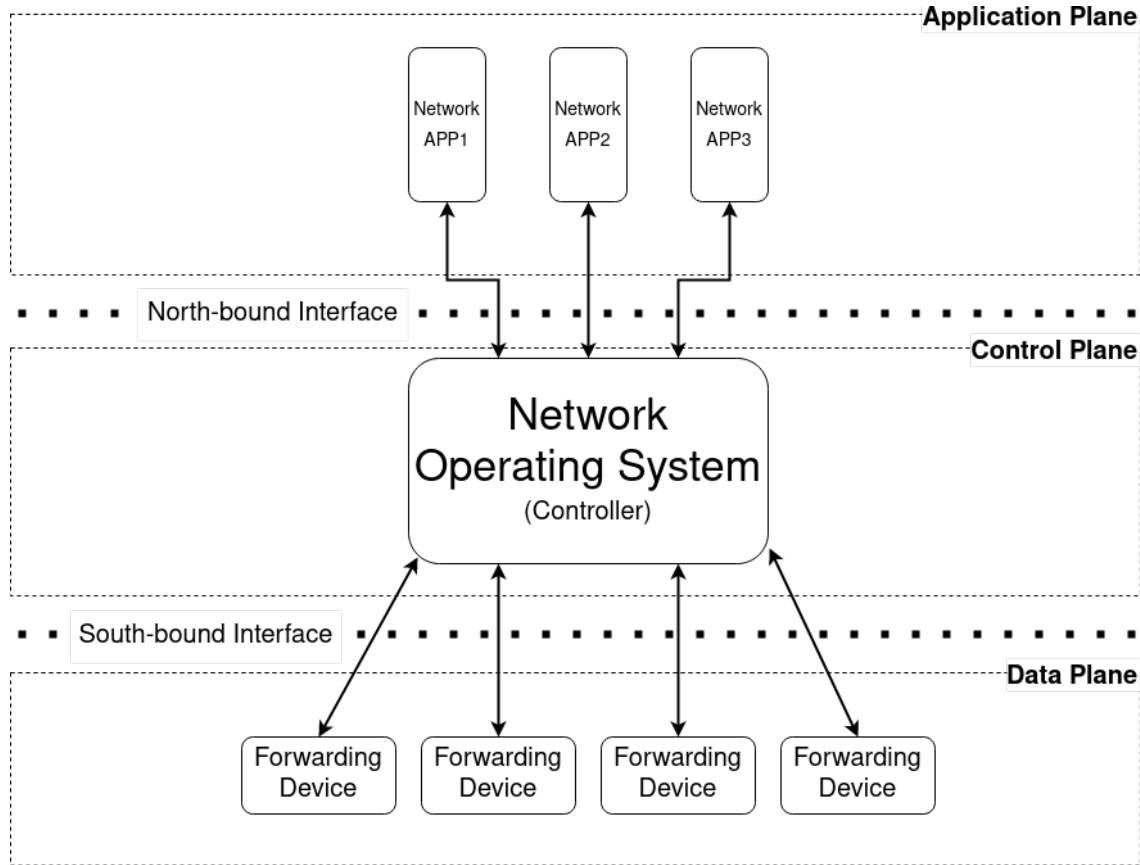 Application Plane
Network
APP1
Network
APP2
Network
APP3
North-bound Interface
Control Plane
Network
Operating System
(Controller)
South-bound Interface
Data Plane
Forwarding
Device
Forwarding
Device
Forwarding
Device
Forwarding
Device